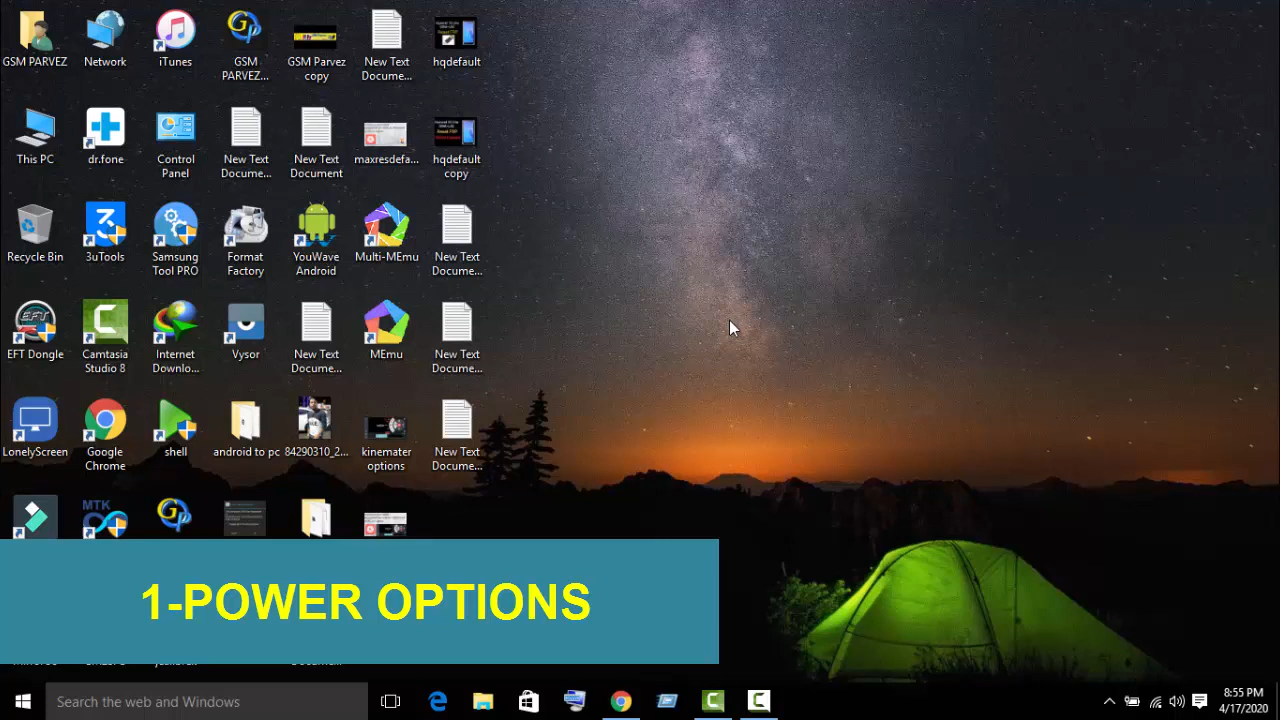 GSM PARVEZ
Network
iTunes
GSM
PARVEZ...
GSM Parvez
copy
New Text
Docume...
hqdefault
This PC
dr.fone
Control
Panel
New Text
Docume...
New Text
Document
maxresdefa...
hqdefault
copy
Recycle Bin
3uTools
Samsung
Tool PRO
Format
Factory
YouWave
Android
Multi-MEmu
New Text
Docume...
EFT Dongle
Camtasia
Studio 8
Internet
Downlo...
Vysor
New Text
Docume...
MEmu
New Text
Docume...
LonelyScreen
Google
Chrome
shell
android to pc
84290310_2...
kinemater
options
New Text
Docume...
MTK
1-POWER OPTIONS
Search the web and Windows
8:55 PM
4/17/2020